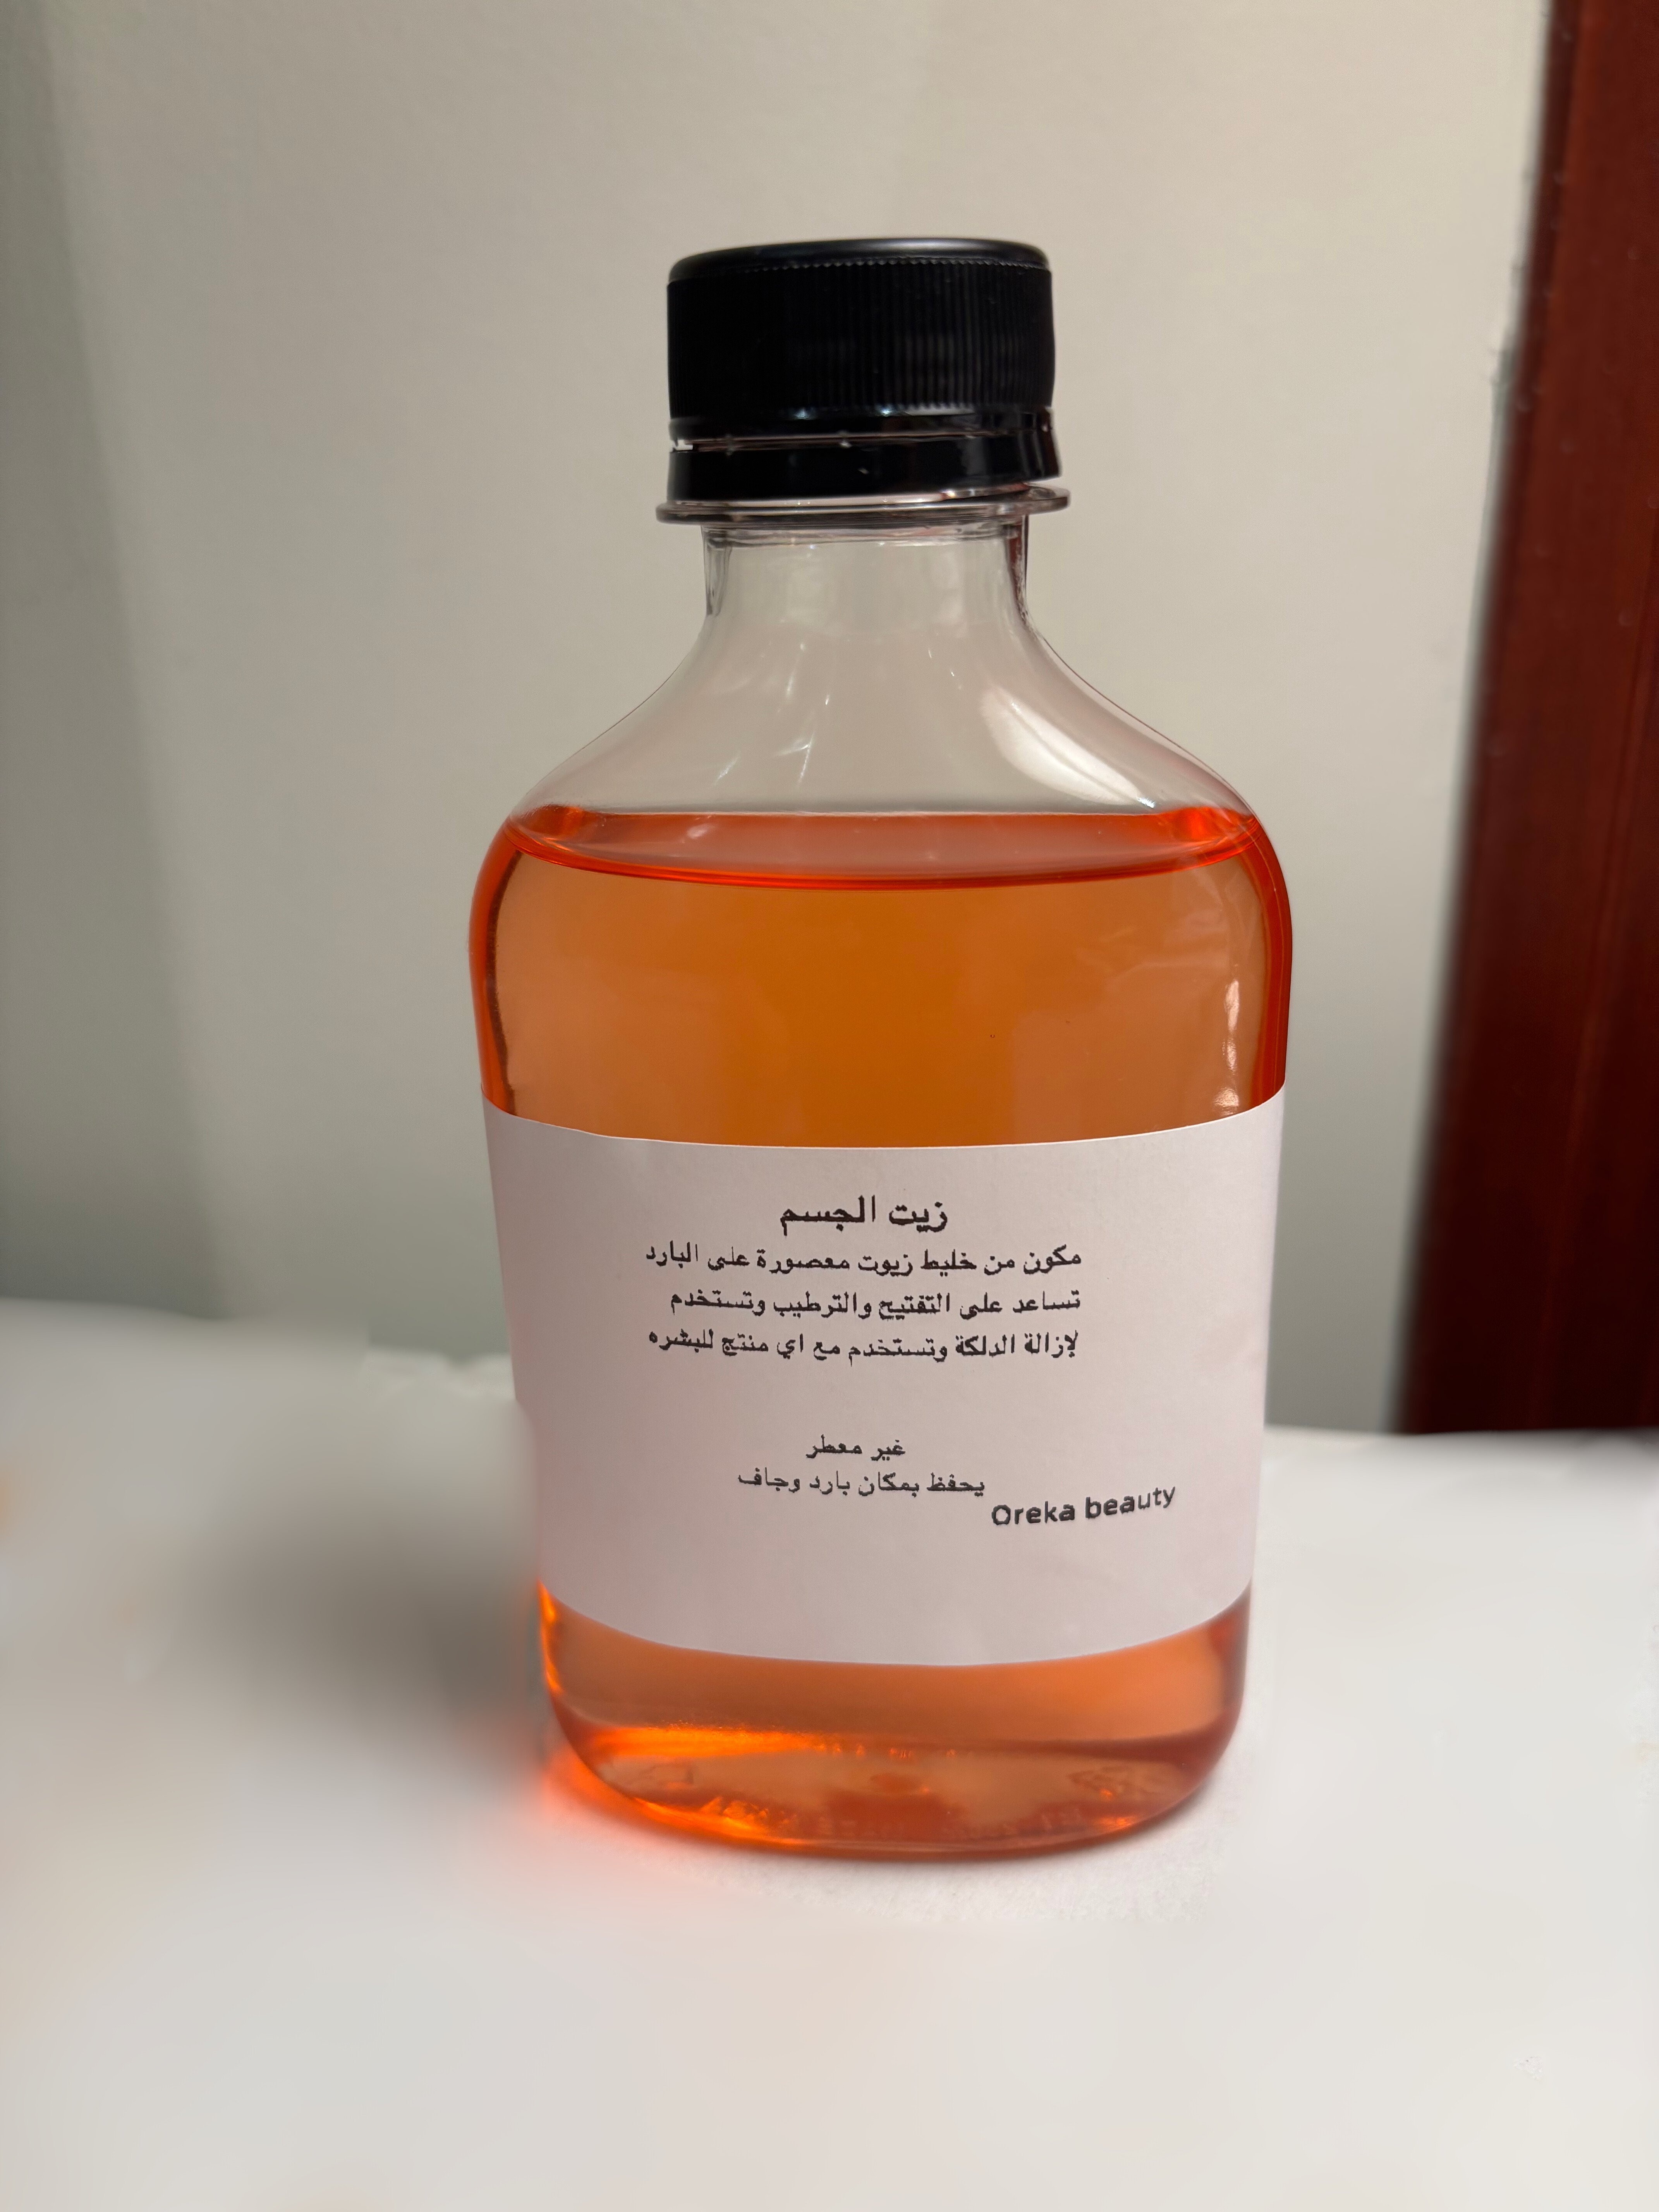 زيت الجسم
مكون من خليط زيوت معصورة على البارد
تساعد على التفتيح والترطيب وتستخدم
لإزالة الدلكة وتستخدم مع اي منتج للبشره
غير معطر
يحفظ بمكان بارد وجاف
Oreka beauty